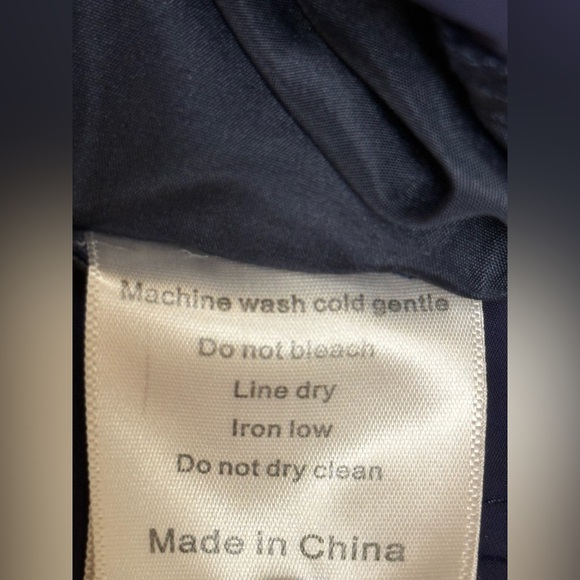 Machine wash cold gentle
Do not bleach
Line dry
Iron low
Do not dry clean
Made in China